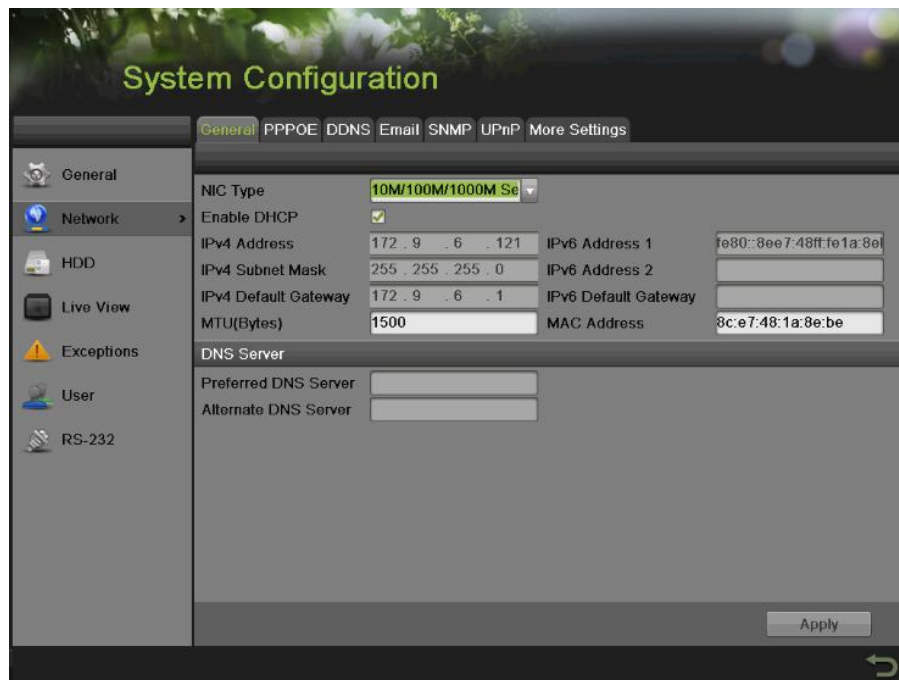 System Configuration
General PPPOE DDNS Email SNMP UPnP More Settings
General
Network
HDD
Live View
Exceptions
User
RS-232
NIC Type 10M/100M/1000M Se
Enable DHCP
IPv4 Address 172 . 9 . 6 . 121 IPv6 Address 1 fe80::8ee7:48ff:fe1a:8e
IPv4 Subnet Mask 255 . 255 . 255 . 0 IPv6 Address 2
IPv4 Default Gateway 172 . 9 . 6 . 1 IPv6 Default Gateway
MTU(Bytes) 1500 MAC Address 8c:e7:48:1a:8e:be
DNS Server
Preferred DNS Server
Alternate DNS Server
Apply